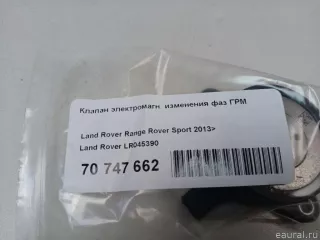 Клапан электромагн. изменения фаз ГРМ
Land Rover Range Rover Sport 2013>
Land Rover LR045390
70 747 662
© eaural.ru